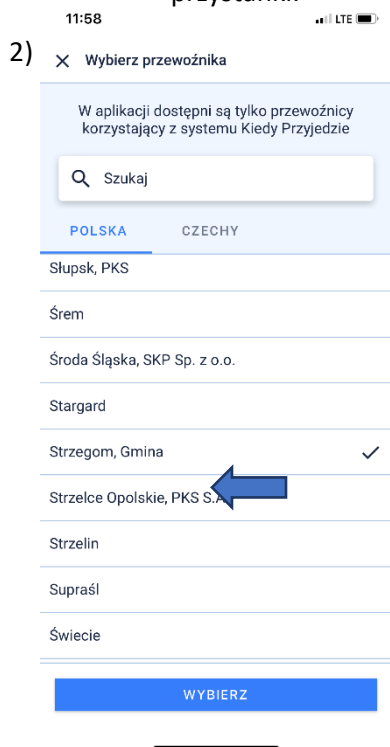 11:58
LTE
2)
Wybierz przewoźnika
W aplikacji dostępni są tylko przewoźnicy
korzystający z systemu Kiedy Przyjedzie
Szukaj
POLSKA CZECHY
Słupsk, PKS
Śrem
Środa Śląska, SKP Sp. z o.o.
Stargard
Strzegom, Gmina
Strzelce Opolskie, PKS S.A.
Strzelin
Supraśl
Świecie
WYBIERZ